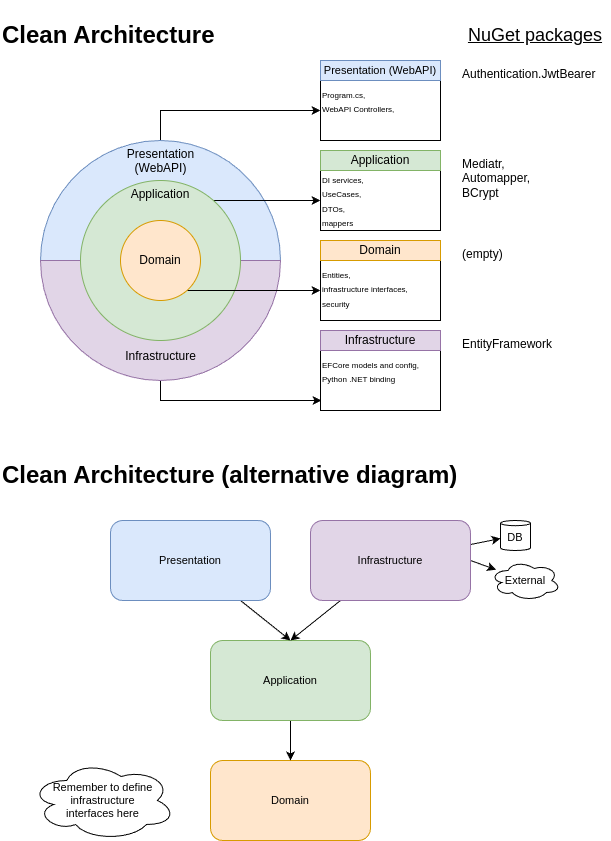 Clean Architecture
NuGet packages
Presentation (WebAPI)
Authentication.JwtBearer
Program.cs,
WebAPI Controllers,
Presentation
(WebAPI)
Application
Domain
Infrastructure
Application
Mediatr,
Automapper,
BCrypt
DI services,
UseCases,
DTOs,
mappers
Domain
(empty)
Entities,
infrastructure interfaces,
security
Infrastructure
EntityFramework
EFCore models and config,
Python .NET binding
Clean Architecture (alternative diagram)
Presentation
Infrastructure
DB
External
Application
Remember to define
infrastructure
interfaces here
Domain